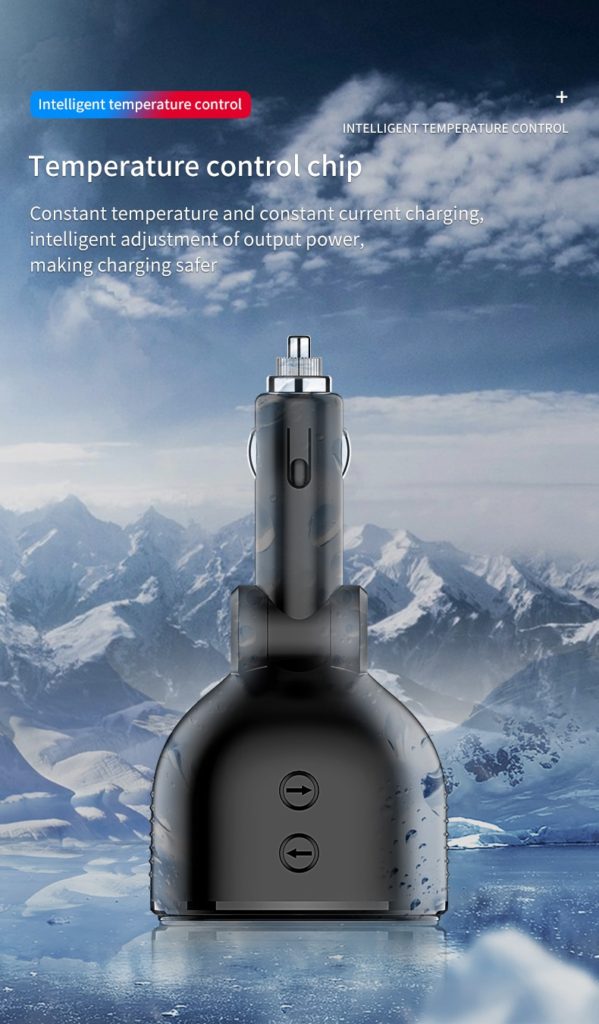 Intelligent temperature control
+
INTELLIGENT TEMPERATURE CONTROL
Temperature control chip
Constant temperature and constant current charging,
intelligent adjustment of output power,
making charging safer